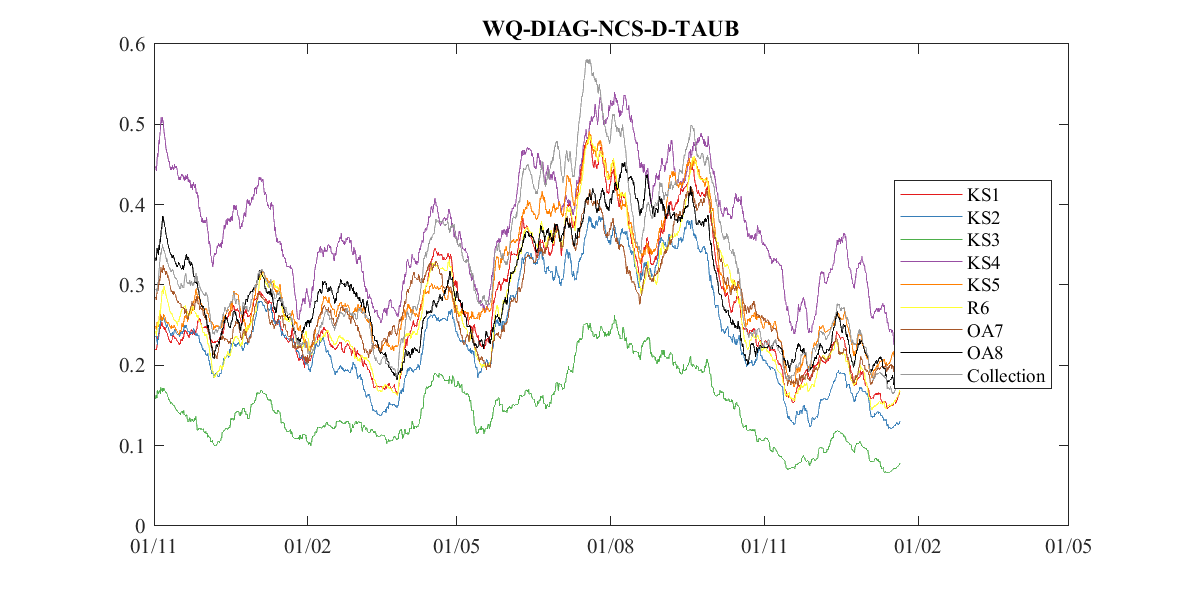 WQ-DIAG-NCS-D-TAUB
0.6
0.5
0.4
0.3
0.2
0.1
0
01/11
01/02
01/05
01/08
01/11
01/02
01/05
KS1
KS2
KS3
KS4
KS5
R6
OA7
OA8
Collection